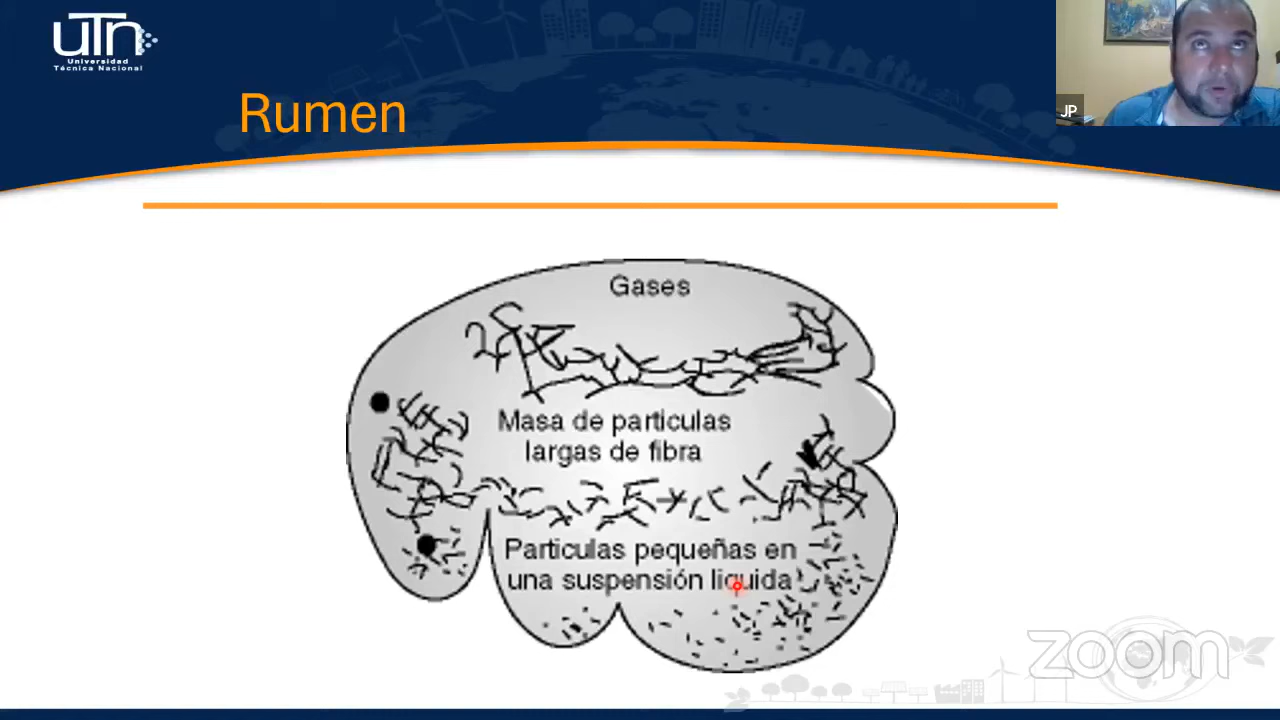 uTn
Universidad
Técnica Nacional
Rumen
JP
Gases
Masa de particulas
largas de fibra
Particulas pequeñas en
una suspensión liquida
zoom